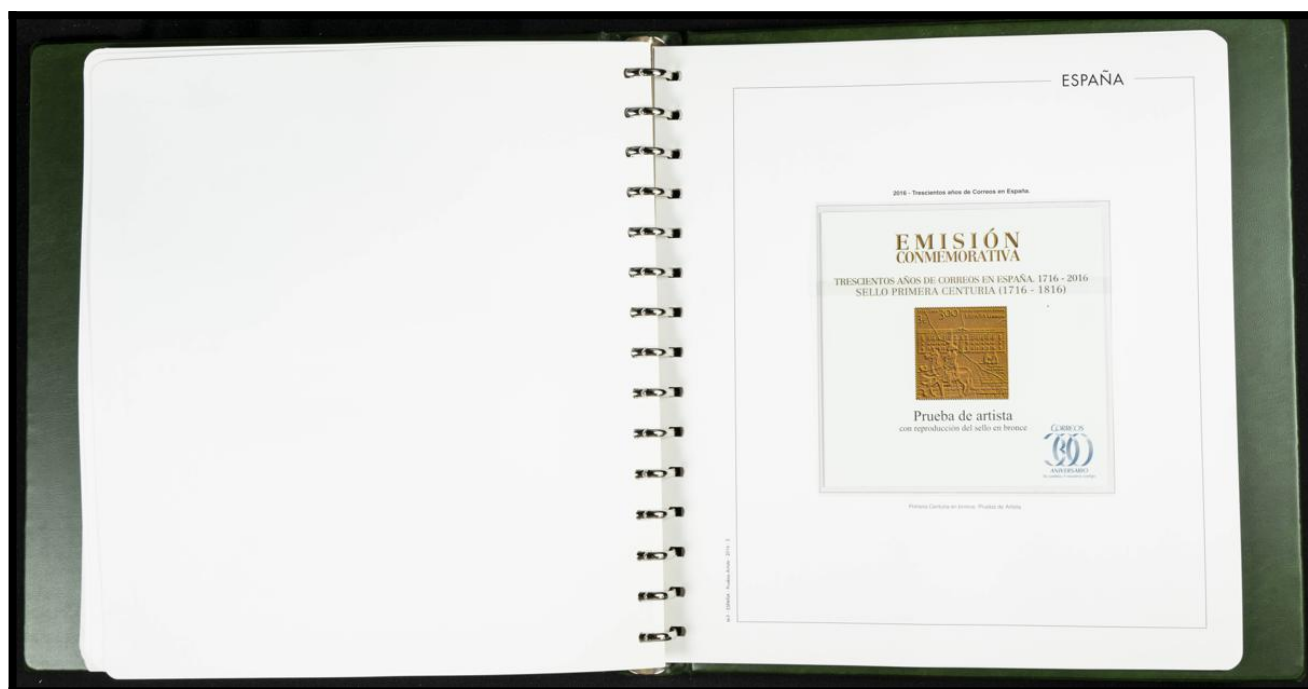 ESPAÑA
2016 - Trescientos años de Correos en España.
EMISIÓN
CONMEMORATIVA
TRESCIENTOS AÑOS DE CORREOS EN ESPAÑA. 1716 - 2016
SELLO PRIMERA CENTURIA (1716 - 1816)
300
Prueba de artista
con reproducción del sello en bronce
CORREOS
300
ANIVERSARIO
Primera Centuria en bronce. Pruebas de Artista.